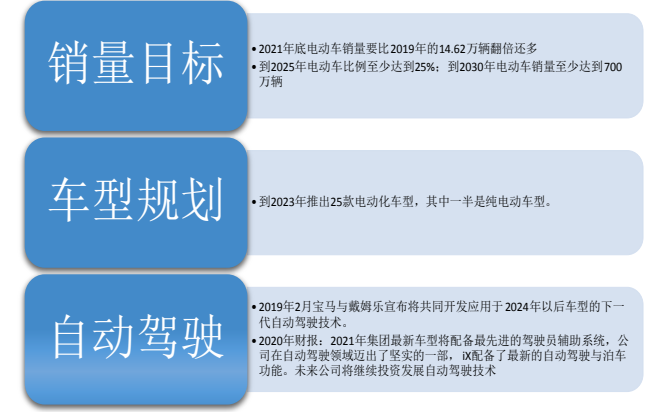 销量目标
•2021年底电动车销量要比2019年的14.62万辆翻倍还多
•到2025年电动车比例至少达到25%；到2030年电动车销量至少达到700
万辆
车型规划
•到2023年推出25款电动化车型，其中一半是纯电动车型。
自动驾驶
•2019年2月宝马与戴姆乐宣布将共同开发应用于2024年以后车型的下一
代自动驾驶技术。
•2020年财报：2021年集团最新车型将配备最先进的驾驶员辅助系统，公
司在自动驾驶领域迈出了坚实的一部， iX配备了最新的自动驾驶与泊车
功能。未来公司将继续投资发展自动驾驶技术